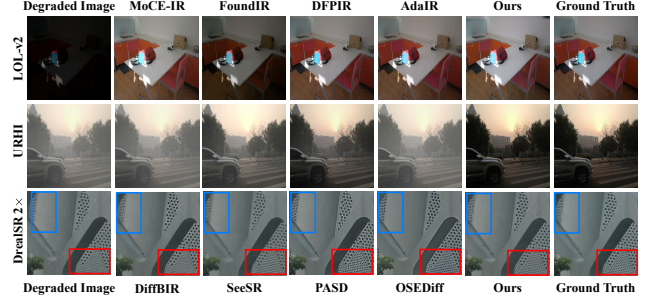 Degraded Image MoCE-IR FoundIR DFPIR AdaIR Ours Ground Truth
LOL-v2
URHI
DrealSR 2×
Degraded Image DiffBIR SeeSR PASD OSEDiff Ours Ground Truth